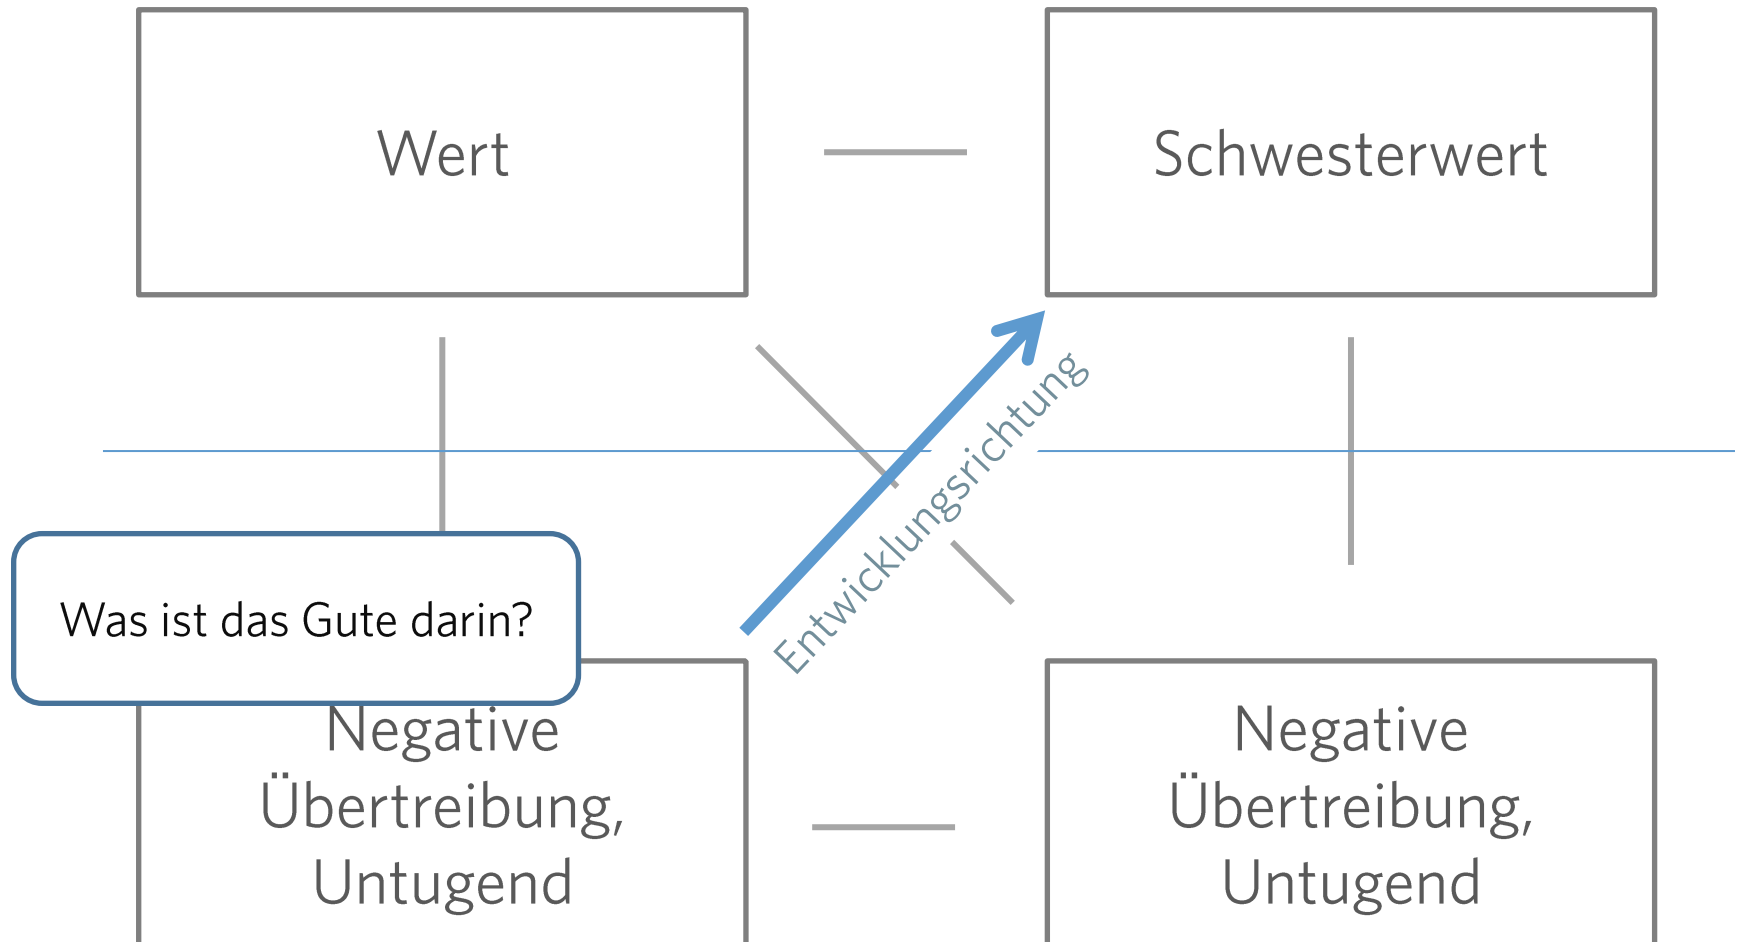 Wert
Schwesterwert
Entwicklungsrichtung
Was ist das Gute darin?
Negative
Übertreibung,
Untugend
Negative
Übertreibung,
Untugend